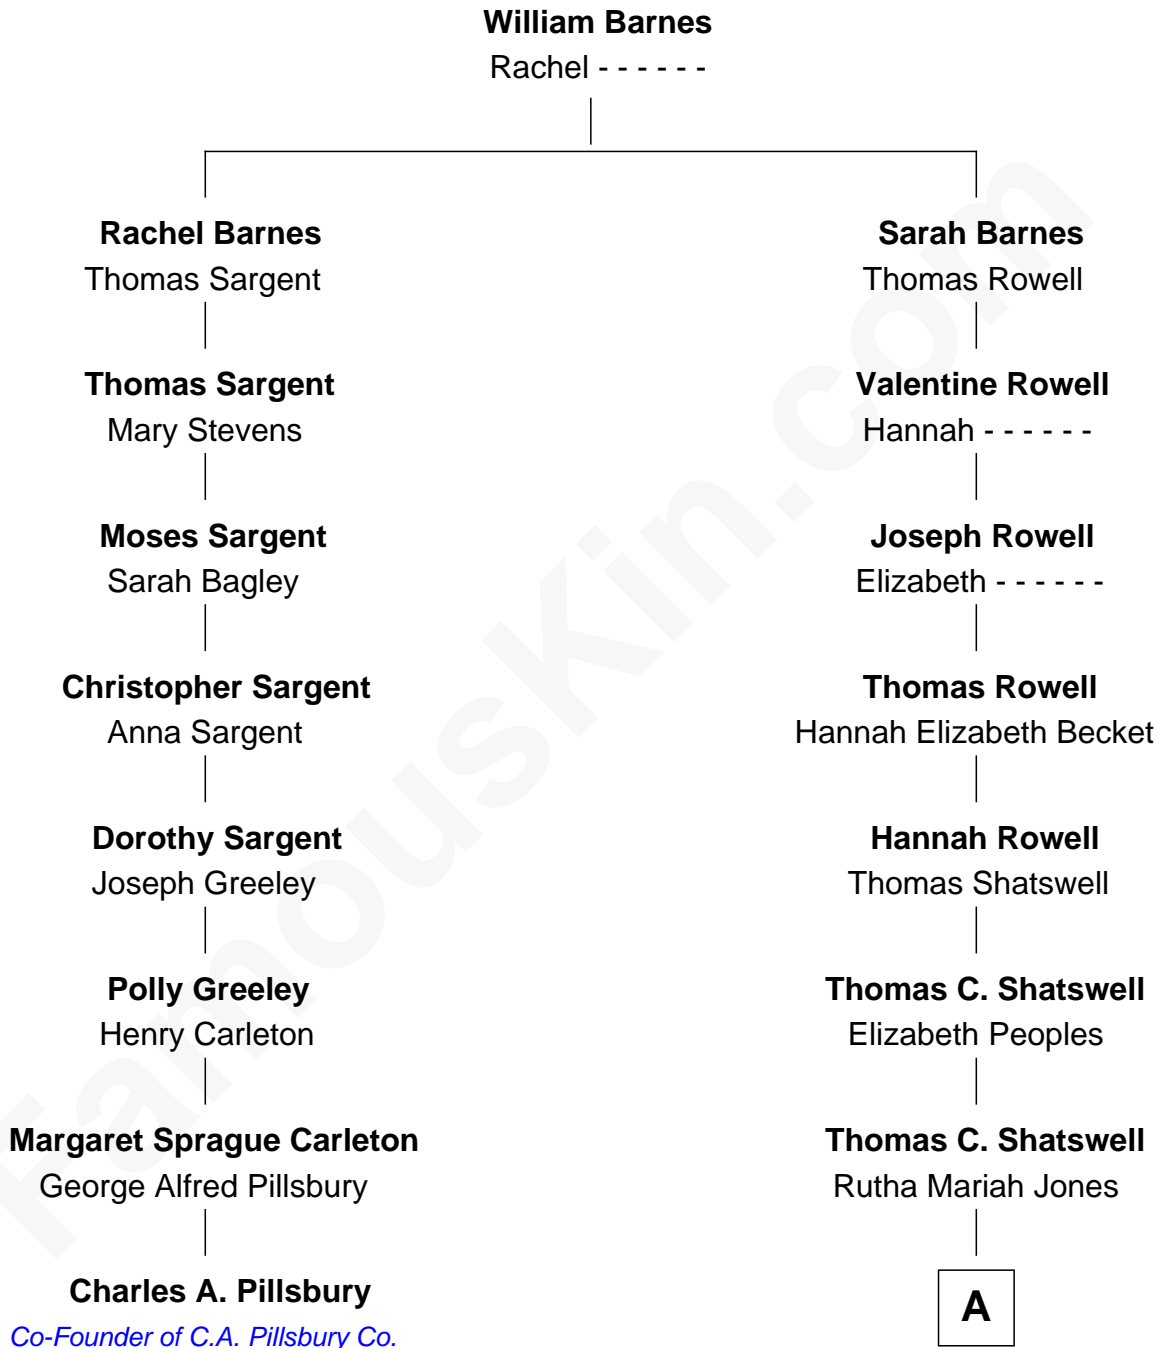 William Barnes
Rachel - - - - - -
Rachel Barnes
Thomas Sargent
Sarah Barnes
Thomas Rowell
Thomas Sargent
Mary Stevens
Valentine Rowell
Hannah - - - - - -
Moses Sargent
Sarah Bagley
Joseph Rowell
Elizabeth - - - - - -
Christopher Sargent
Anna Sargent
Thomas Rowell
Hannah Elizabeth Becket
Dorothy Sargent
Joseph Greeley
Hannah Rowell
Thomas Shatswell
Polly Greeley
Henry Carleton
Thomas C. Shatswell
Elizabeth Peoples
Margaret Sprague Carleton
George Alfred Pillsbury
Thomas C. Shatswell
Rutha Mariah Jones
Charles A. Pillsbury
Co-Founder of C.A. Pillsbury Co.
A
FamousKin.com